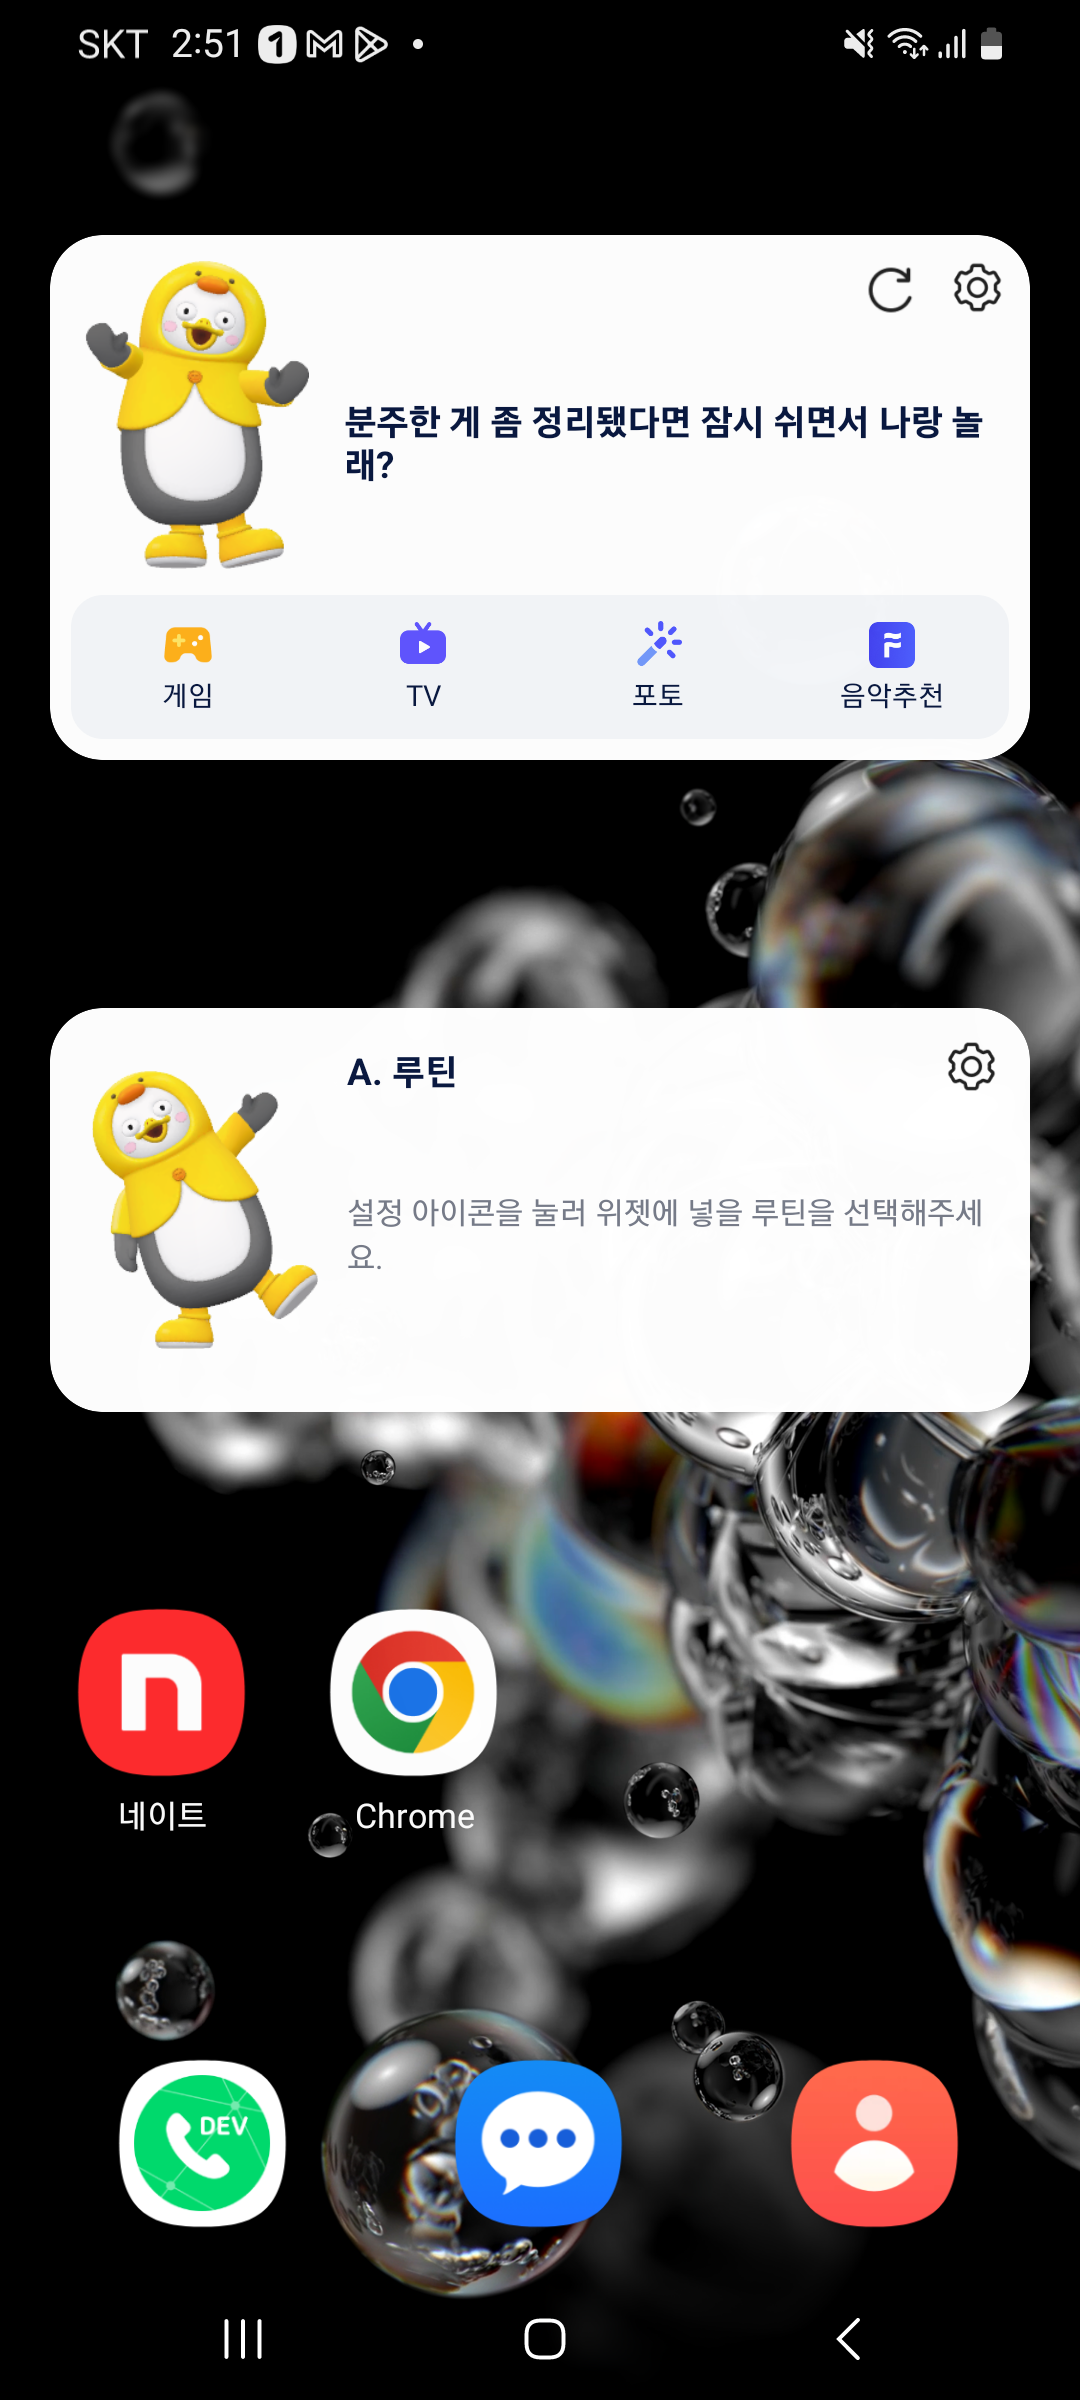 SKT 2:51
분주한 게 좀 정리됐다면 잠시 쉬면서 나랑 놀
래?
게임 TV 포토 음악추천
A. 루틴
설정 아이콘을 눌러 위젯에 넣을 루틴을 선택해주세
요.
네이트 Chrome
DEV